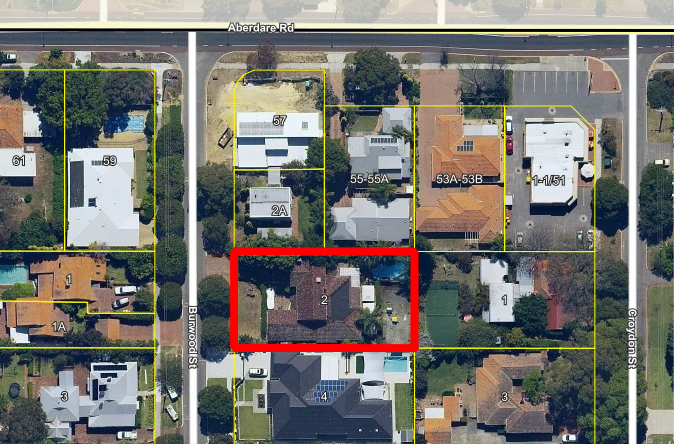 Aberdare Rd
57
61
59
55-55A
53A-53B
1-1/51
2A
1
2
1
1A
Burwood St
Croydon St
3
4
3